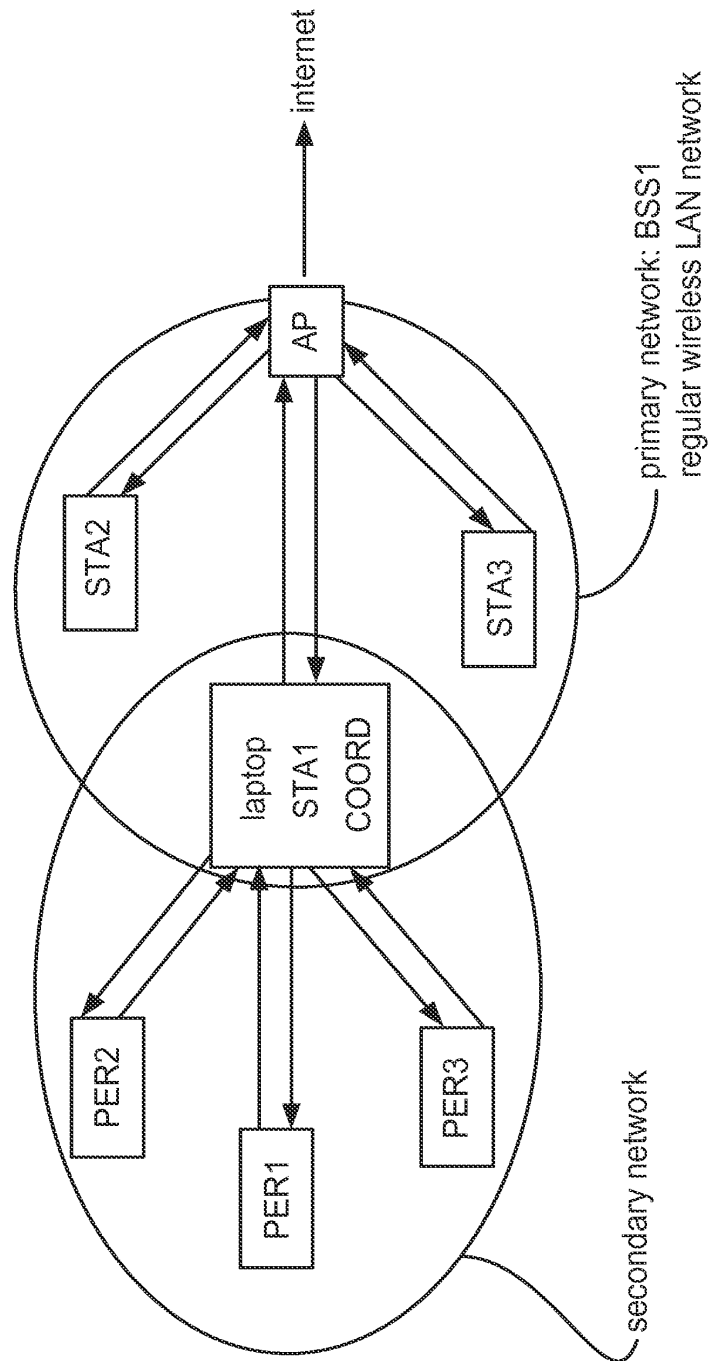 PER2
PER1
PER3
secondary network
laptop
STA1
COORD
STA2
STA3
AP
internet
primary network: BSS1
regular wireless LAN network